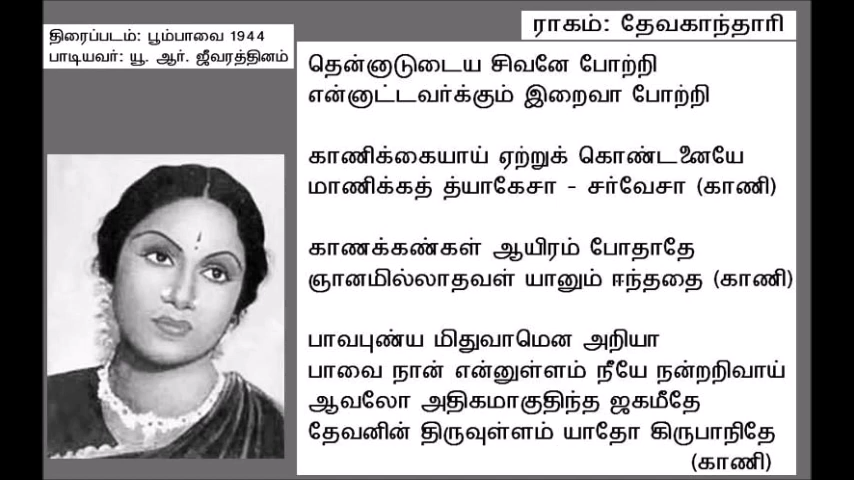 ராகம்: தேவகாந்தாரி
திரைப்படம்: பூம்பாவை 1944
பாடியவர்: யூ. ஆர். ஜீவரத்தினம்
தென்னாடுடைய சிவனே போற்றி
என்னாட்டவர்க்கும் இறைவா போற்றி
காணிக்கையாய் ஏற்றுக் கொண்டனையே
மாணிக்கத் த்யாகேசா - சர்வேசா (காணி)
காணக்கண்கள் ஆயிரம் போதாதே
ஞானமில்லாதவள் யானும் ஈந்ததை (காணி)
பாவபுண்ய மிதுவாமென அறியா
பாவை நான் என்னுள்ளம் நீயே நன்றறிவாய்
ஆவலோ அதிகமாகுதிந்த ஜகமீதே
தேவனின் திருவுள்ளம் யாதோ கிருபாநிதே
(காணி)